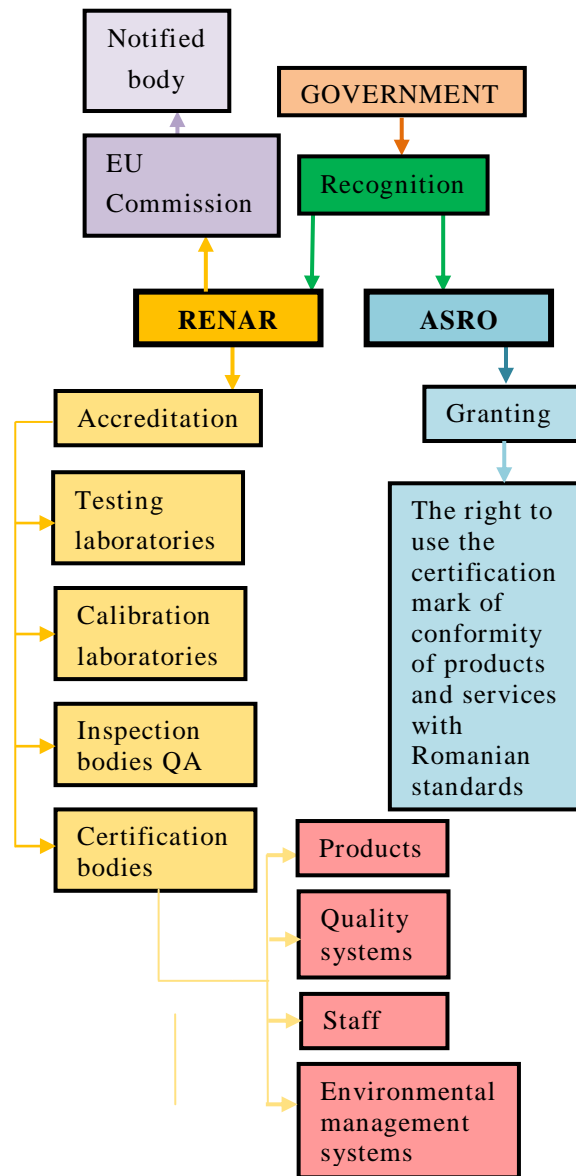 Notified
body
GOVERNMENT
EU
Commission
Recognition
RENAR
ASRO
Accreditation
Granting
Testing
laboratories
The right to
use the
certification
mark of
conformity
of products
and services
with
Romanian
standards
Calibration
laboratories
Inspection
bodies QA
Certification
bodies
Products
Quality
systems
Staff
Environmental
management
systems